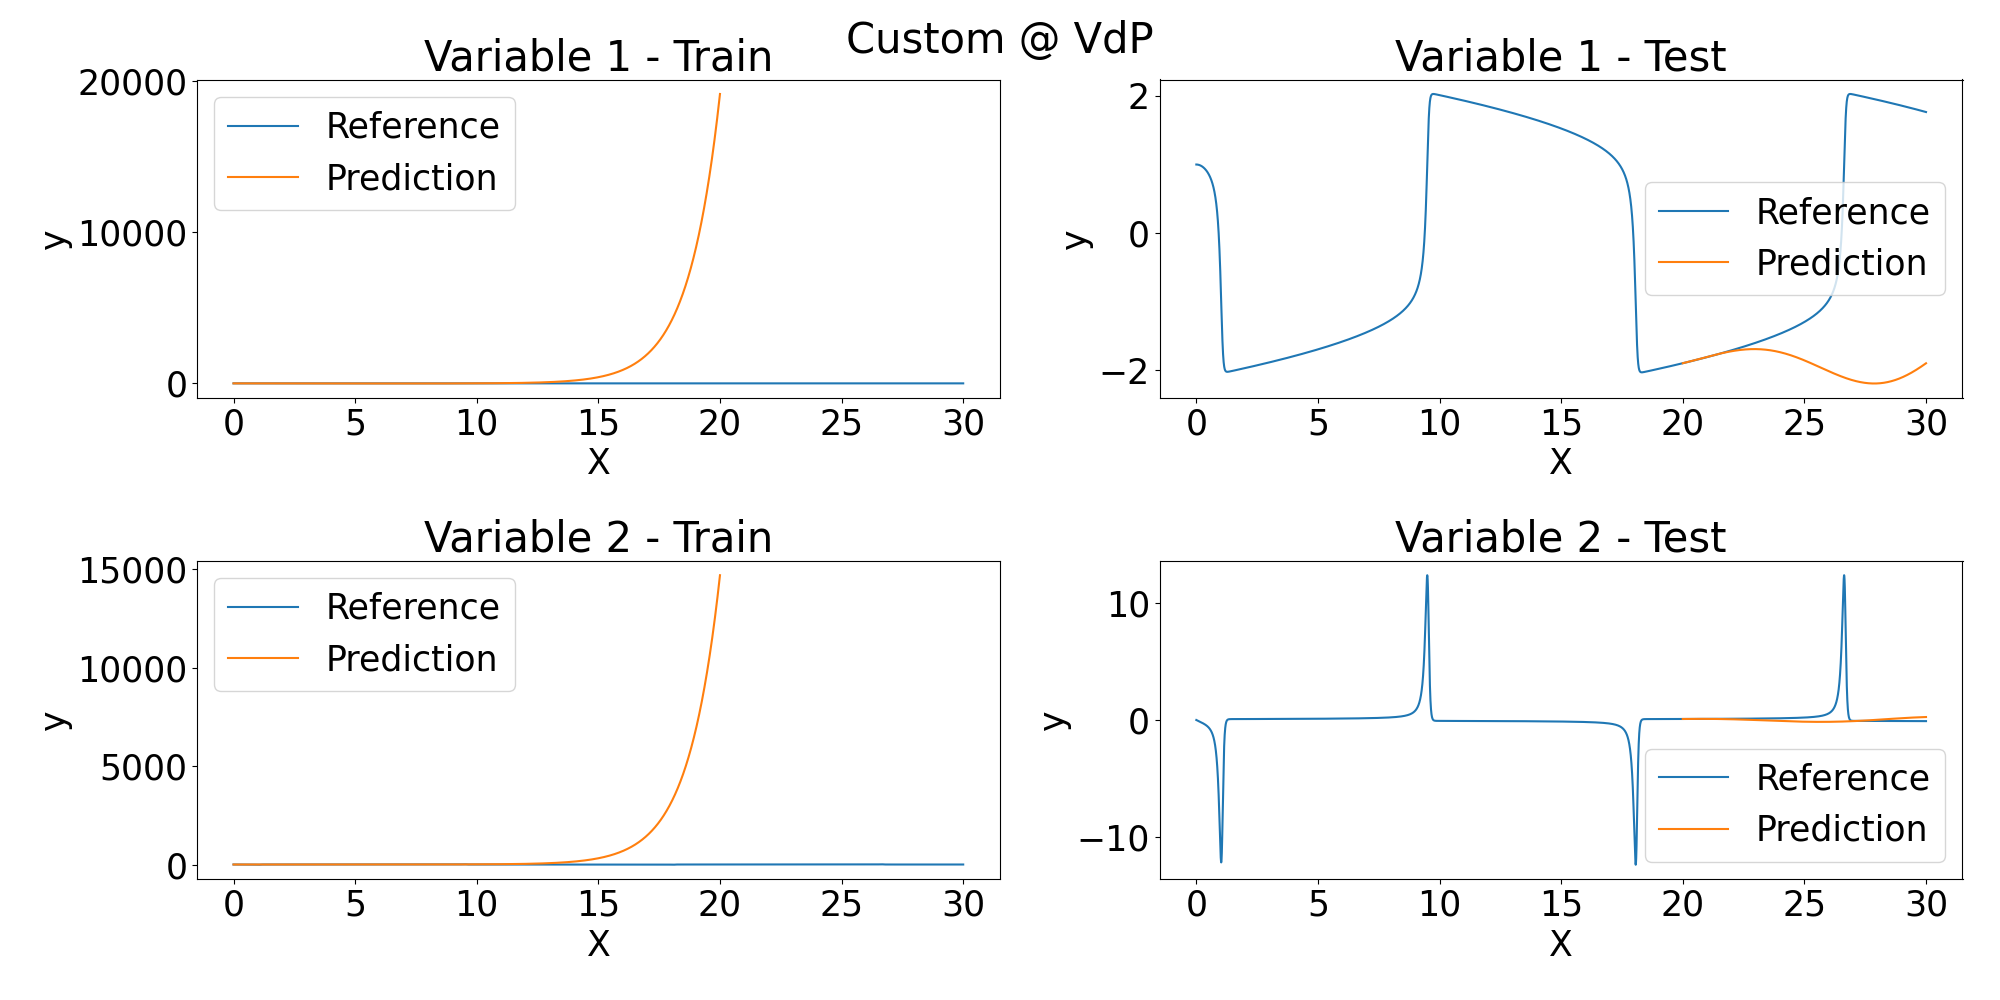 Custom @ VdP
Variable 1 - Train
20000
10000
0
y
Reference
Prediction
0 5 10 15 20 25 30
X
Variable 1 - Test
2
0
−2
y
Reference
Prediction
0 5 10 15 20 25 30
X
Variable 2 - Train
15000
10000
5000
0
y
Reference
Prediction
0 5 10 15 20 25 30
X
Variable 2 - Test
10
0
−10
y
Reference
Prediction
0 5 10 15 20 25 30
X